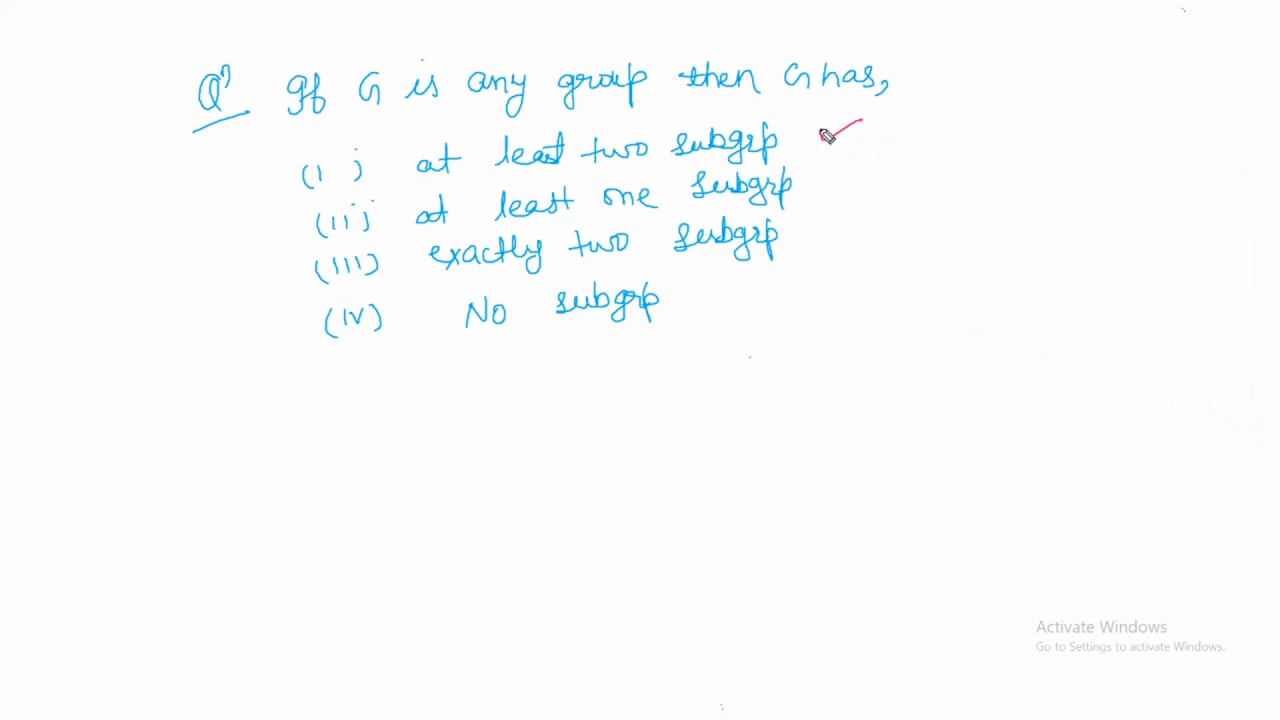 Qn If G is any group then G has,
(i) at least two subgrp
(ii) at least one subgrp
(iii) exactly two subgrp
(iv) No subgrp
Activate Windows
Go to Settings to activate Windows.